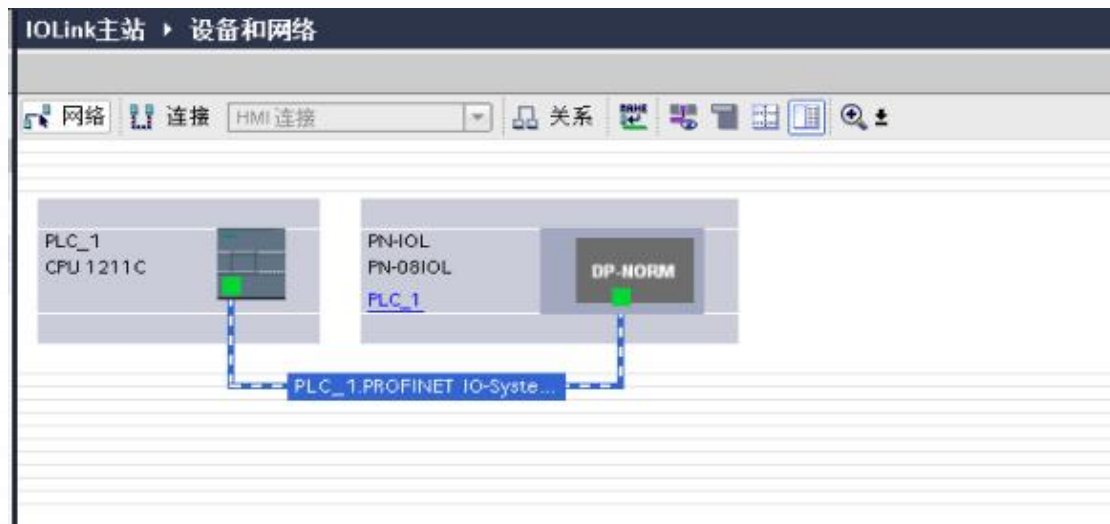 IOLink主站 ▸ 设备和网络
网络 连接 HMI 连接 关系
PLC_1
CPU 1211C
PN-IOL
PN-08IOL
PLC_1
DP-NORM
PLC_1.PROFINET IO-Syste...